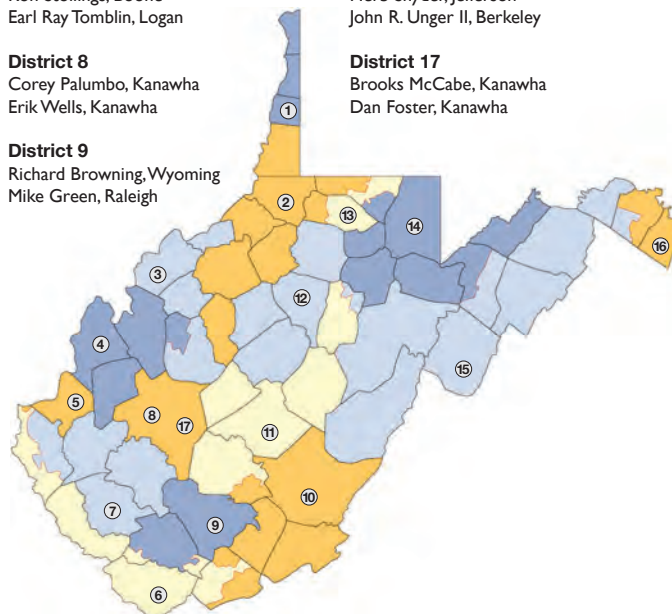 Earl Ray Tomblin, Logan
District 8
Corey Palumbo, Kanawha
Erik Wells, Kanawha
District 9
Richard Browning, Wyoming
Mike Green, Raleigh
John R. Unger II, Berkeley
District 17
Brooks McCabe, Kanawha
Dan Foster, Kanawha
1
2
13
14
16
3
12
4
15
5
8
17
11
10
7
9
6